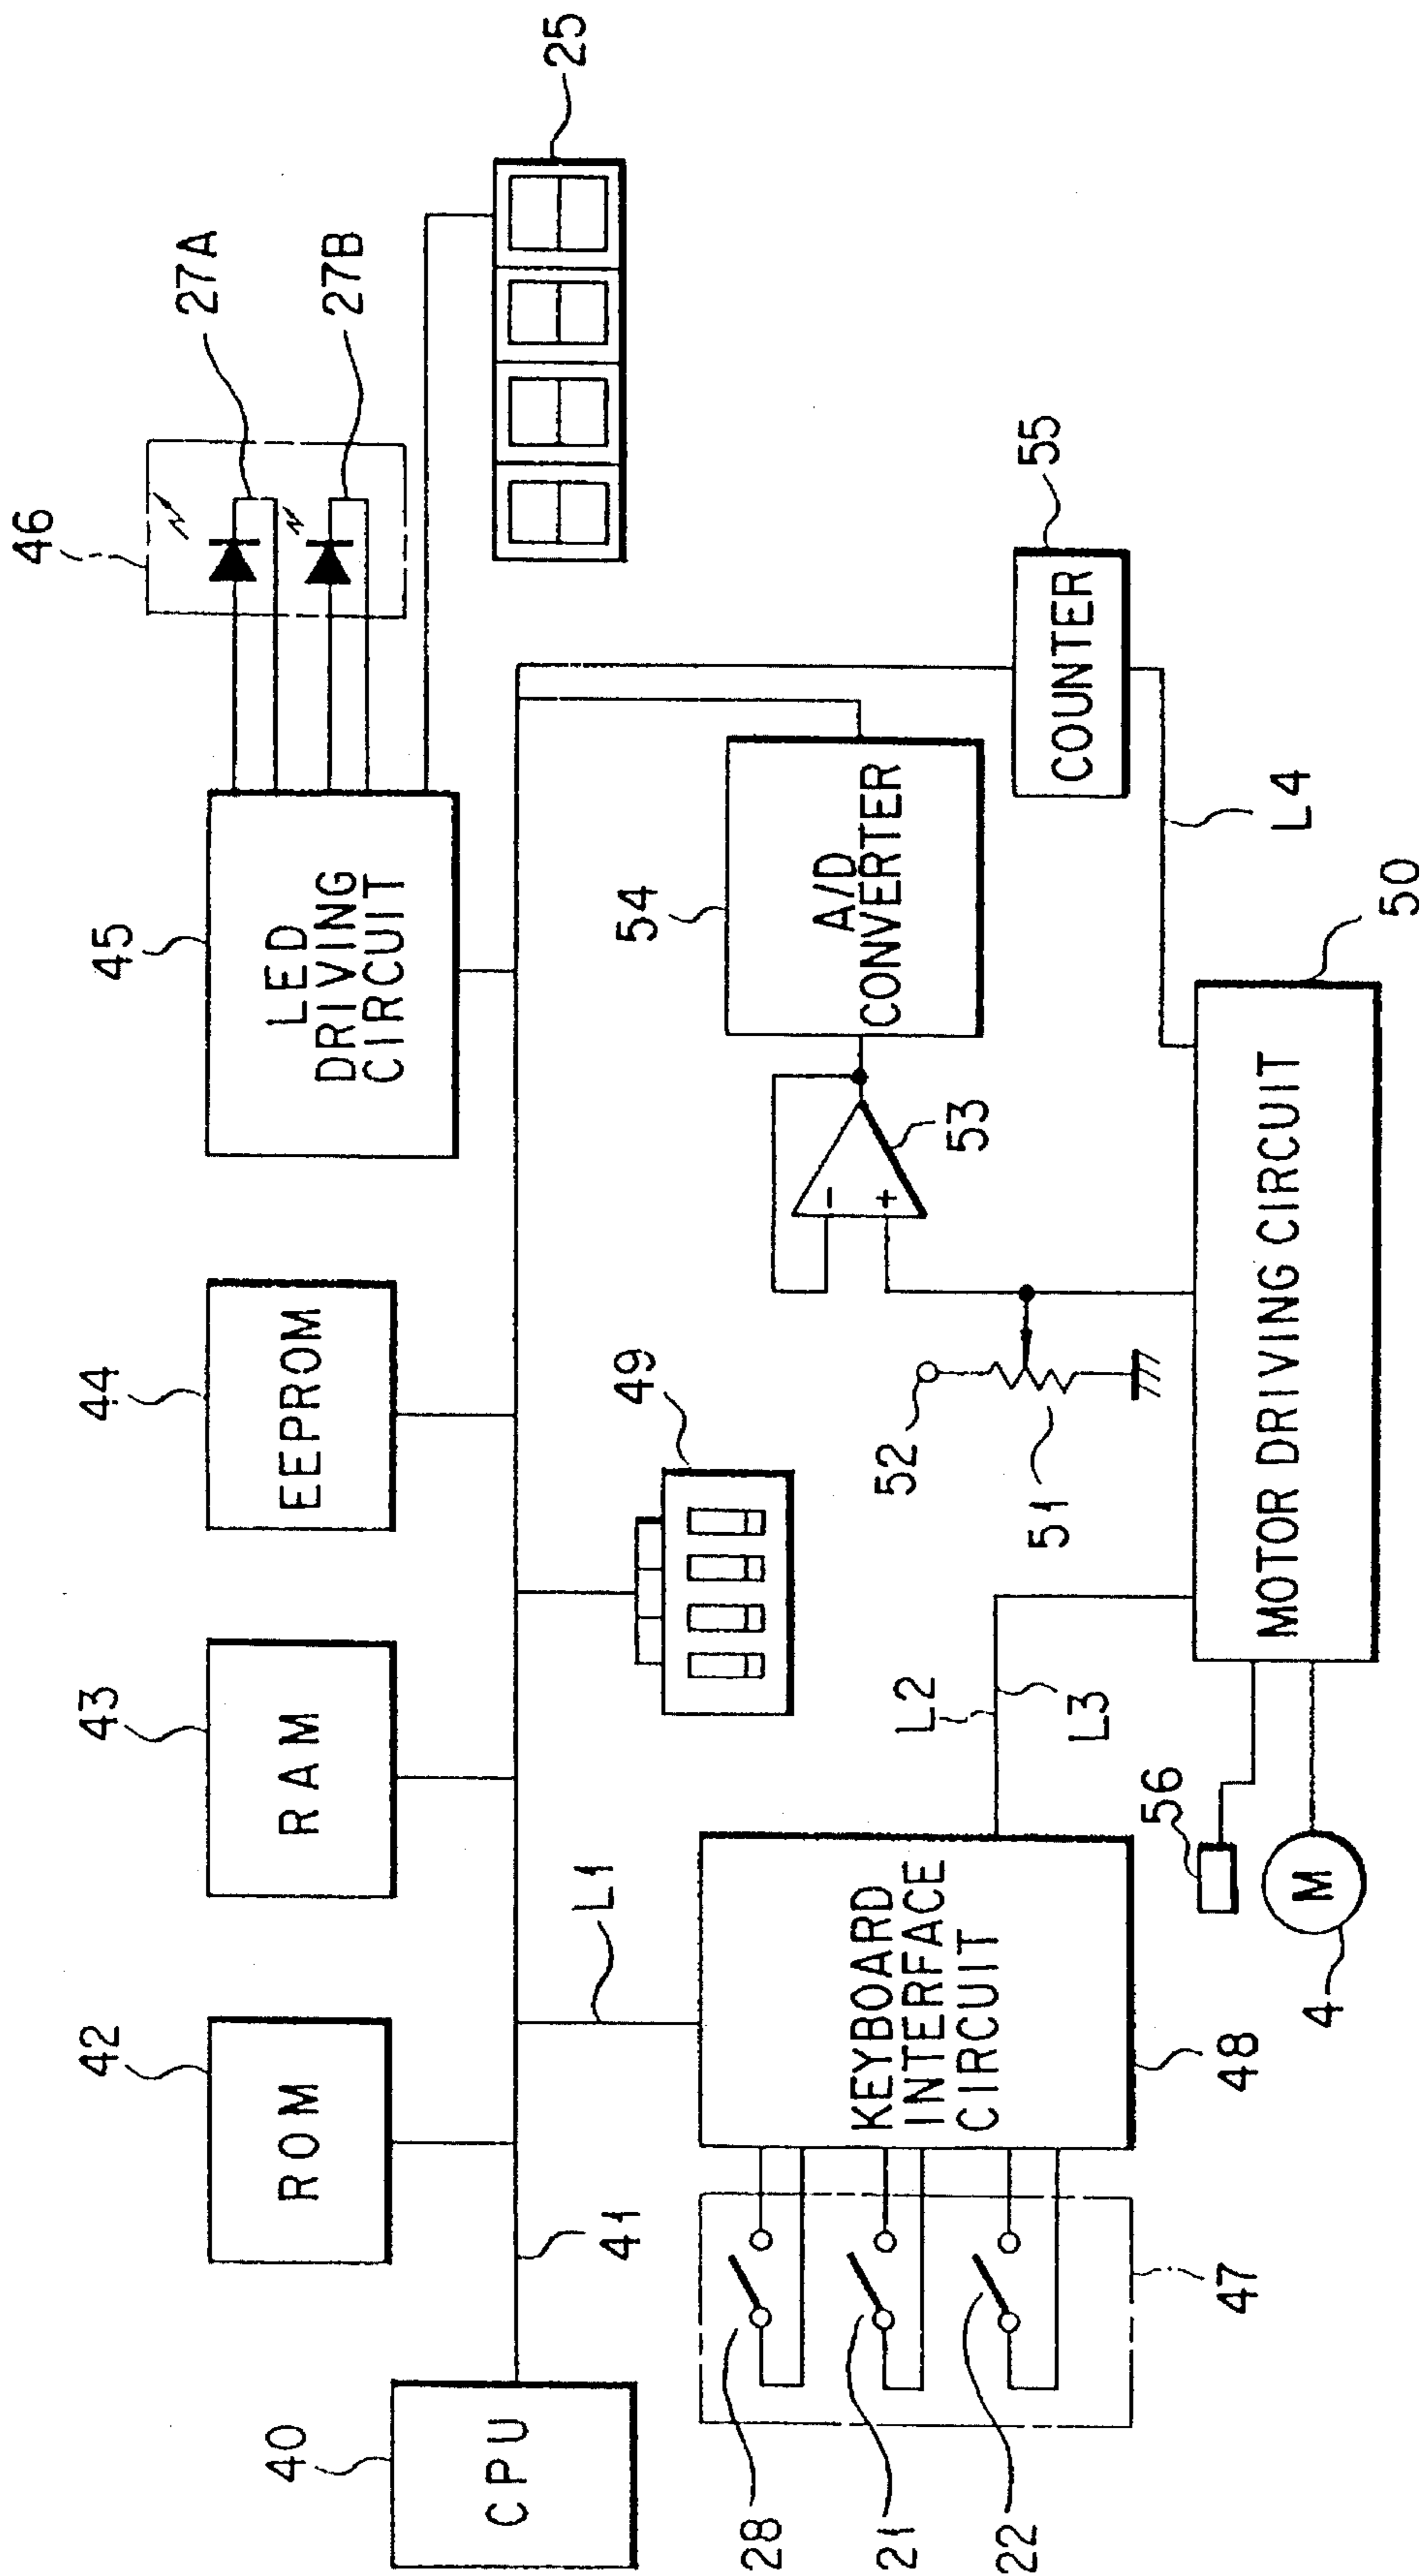 46
27A
27B
25
45
LED
DRIVING
CIRCUIT
44
EEPROM
43
RAM
42
ROM
40
CPU
41
L1
49
54
A/D
CONVERTER
55
COUNTER
L4
53
-
+
52
51
50
MOTOR DRIVING CIRCUIT
L2
L3
56
M
4
KEYBOARD
INTERFACE
CIRCUIT
48
47
28
21
22